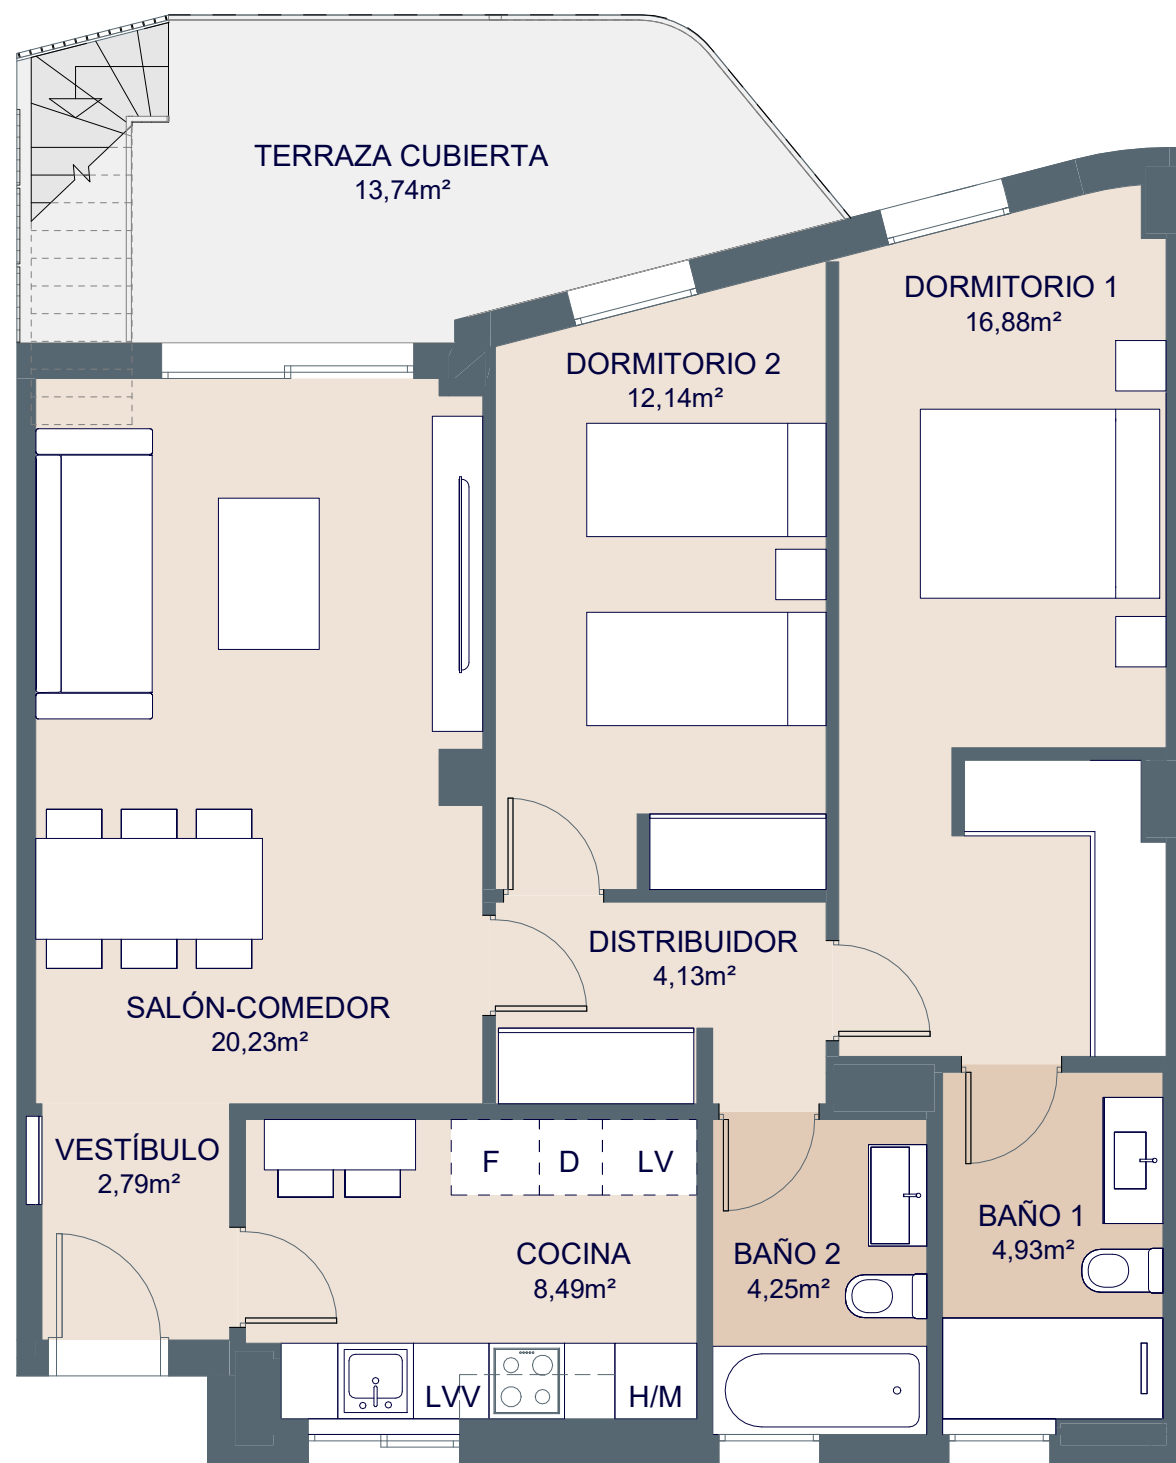 TERRAZA CUBIERTA
13,74m²
DORMITORIO 1
16,88m²
DORMITORIO 2
12,14m²
DISTRIBUIDOR
4,13m²
SALÓN-COMEDOR
20,23m²
VESTÍBULO
2,79m²
F D LV
COCINA
8,49m²
BAÑO 2
4,25m²
BAÑO 1
4,93m²
LVV
H/M